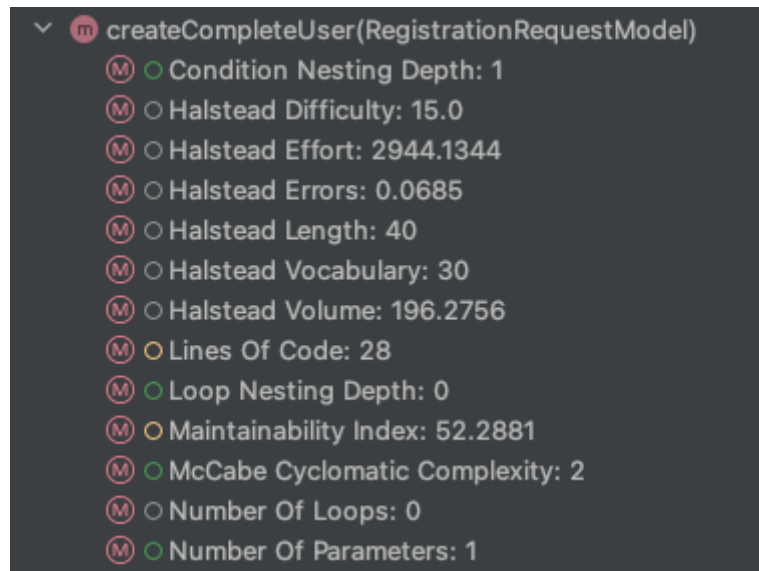 m createCompleteUser(RegistrationRequestModel)
M Condition Nesting Depth: 1
M Halstead Difficulty: 15.0
M Halstead Effort: 2944.1344
M Halstead Errors: 0.0685
M Halstead Length: 40
M Halstead Vocabulary: 30
M Halstead Volume: 196.2756
M Lines Of Code: 28
M Loop Nesting Depth: 0
M Maintainability Index: 52.2881
M McCabe Cyclomatic Complexity: 2
M Number Of Loops: 0
M Number Of Parameters: 1